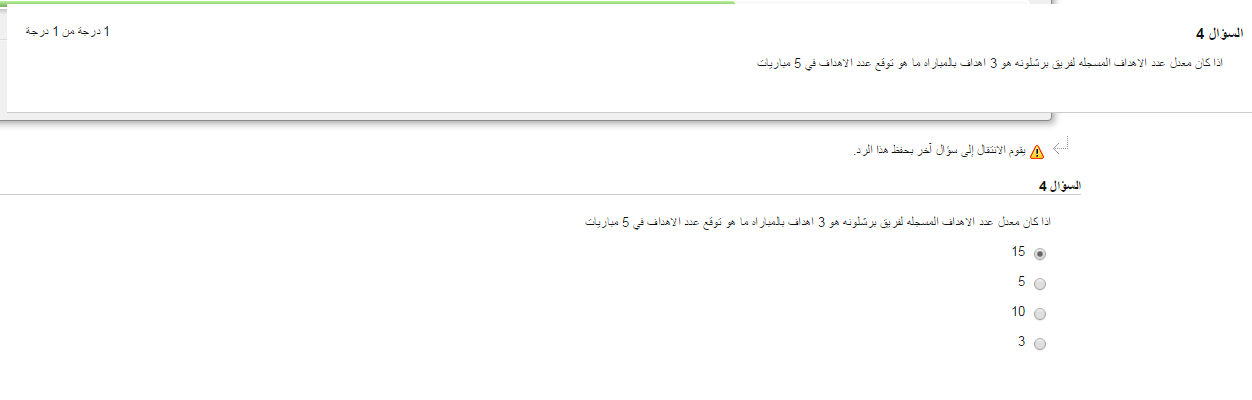 السؤال 4
1 درجة من 1 درجة
اذا كان معدل عدد الاهداف المسجله لفريق برشلونه هو 3 اهداف بالمباراه ما هو توقع عدد الاهداف في 5 مباريات
يقوم الانتقال إلى سؤال آخر بحفظ هذا الرد.
السؤال 4
اذا كان معدل عدد الاهداف المسجله لفريق برشلونه هو 3 اهداف بالمباراه ما هو توقع عدد الاهداف في 5 مباريات
15
5
10
3